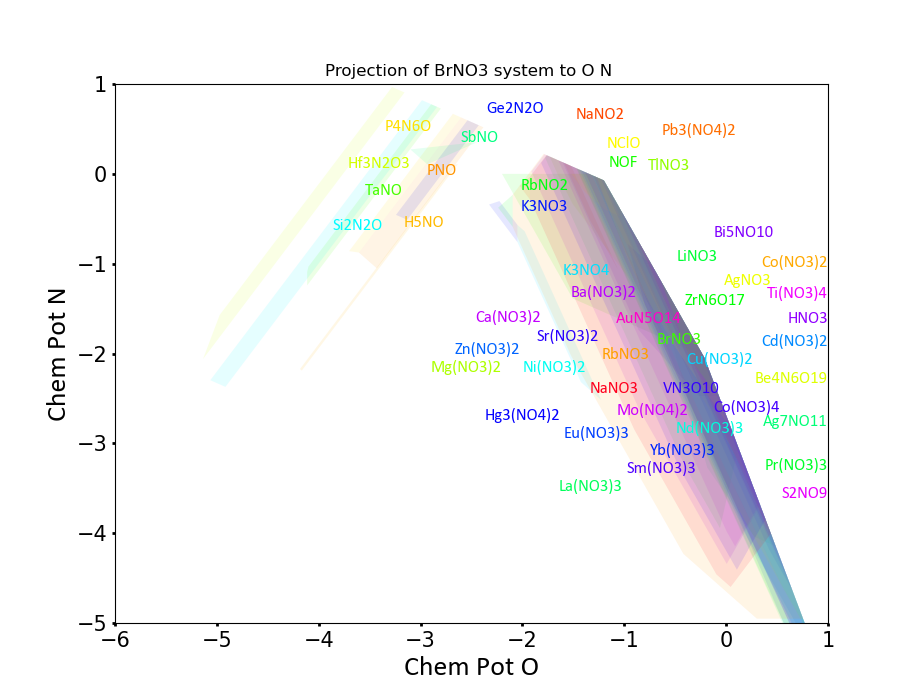 Projection of BrNO3 system to O N
Chem Pot N
1
0
−1
−2
−3
−4
−5
Ge2N2O
NaNO2
P4N6O
Pb3(NO4)2
SbNO
NClO
Hf3N2O3
PNO
NOF
TlNO3
TaNO
RbNO2
K3NO3
Si2N2O
H5NO
Bi5NO10
LiNO3
Co(NO3)2
K3NO4
AgNO3
Ba(NO3)2
ZrN6O17
Ti(NO3)4
Ca(NO3)2
AuN5O14
HNO3
Sr(NO3)2
BrNO3
Cd(NO3)2
Zn(NO3)2
RbNO3
Cu(NO3)2
Mg(NO3)2
Ni(NO3)2
Be4N6O19
NaNO3
VN3O10
Hg3(NO4)2
Mo(NO4)2
Co(NO3)4
Eu(NO3)3
Nd(NO3)3
Ag7NO11
Yb(NO3)3
Sm(NO3)3
Pr(NO3)3
La(NO3)3
S2NO9
−6 −5 −4 −3 −2 −1 0 1
Chem Pot O